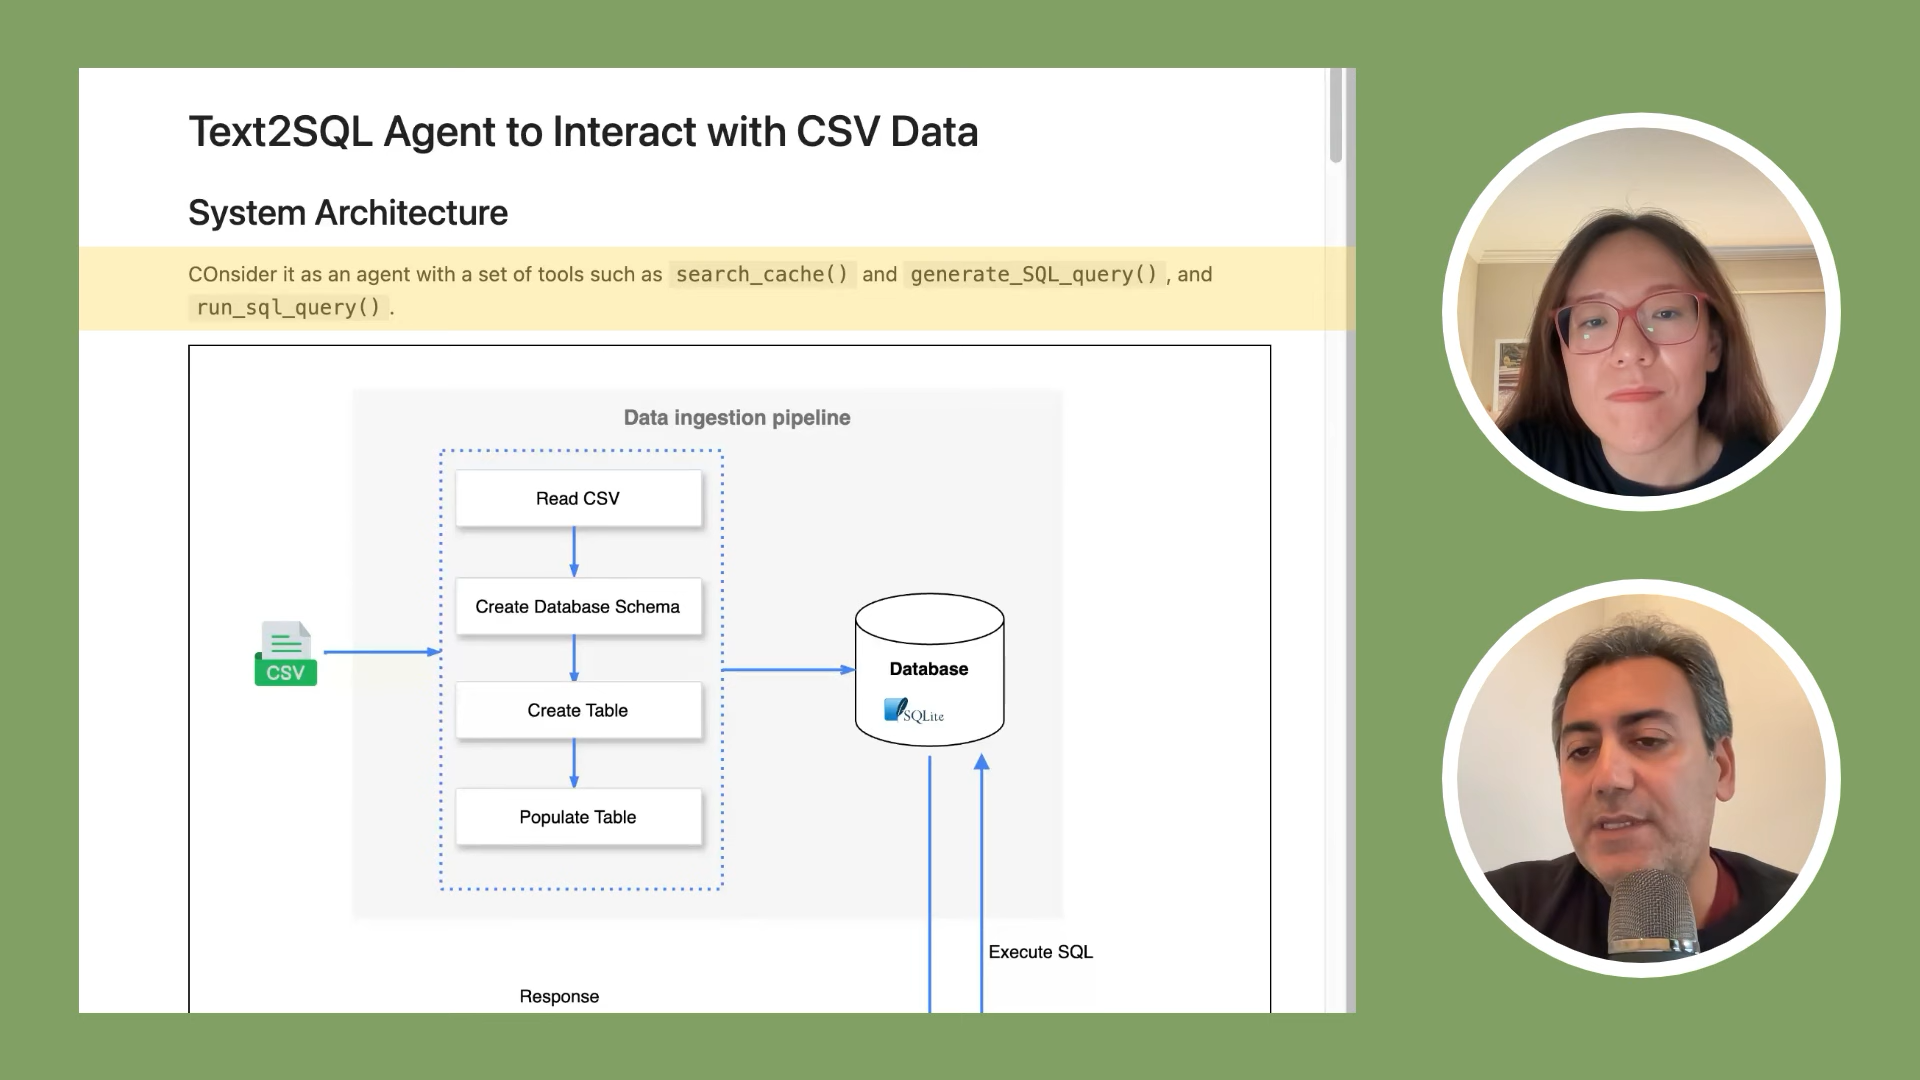 Text2SQL Agent to Interact with CSV Data
System Architecture
COnsider it as an agent with a set of tools such as search_cache() and generate_SQL_query(), and
run_sql_query().
Data ingestion pipeline
Read CSV
Create Database Schema
CSV
Database
Create Table
SQLite
Populate Table
Execute SQL
Response